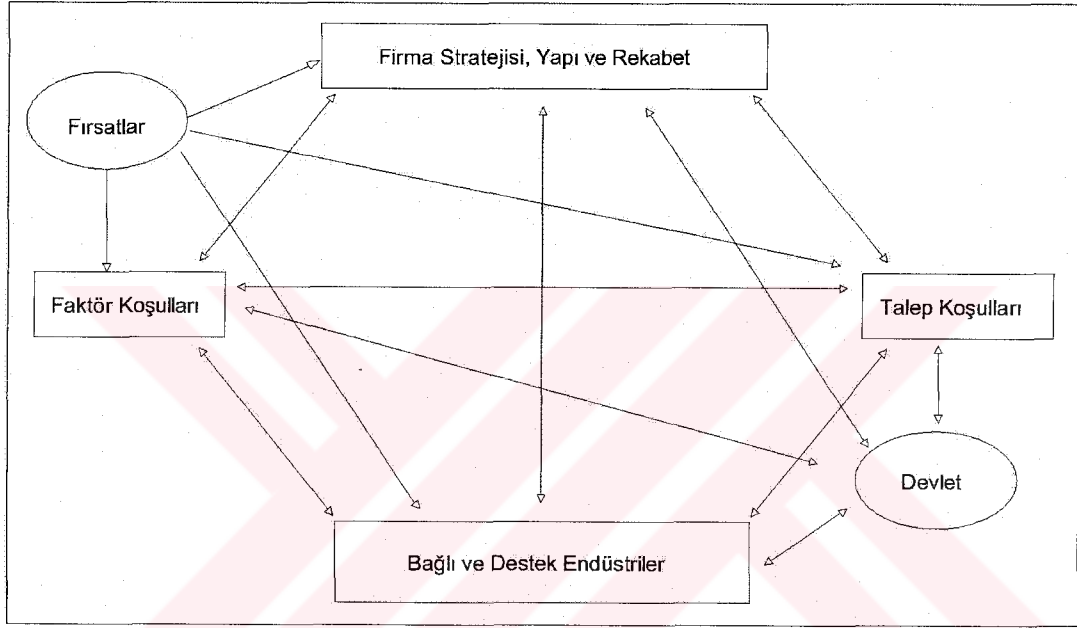 Firma Stratejisi, Yapı ve Rekabet
Fırsatlar
Faktör Koşulları
Talep Koşulları
Devlet
Bağlı ve Destek Endüstriler